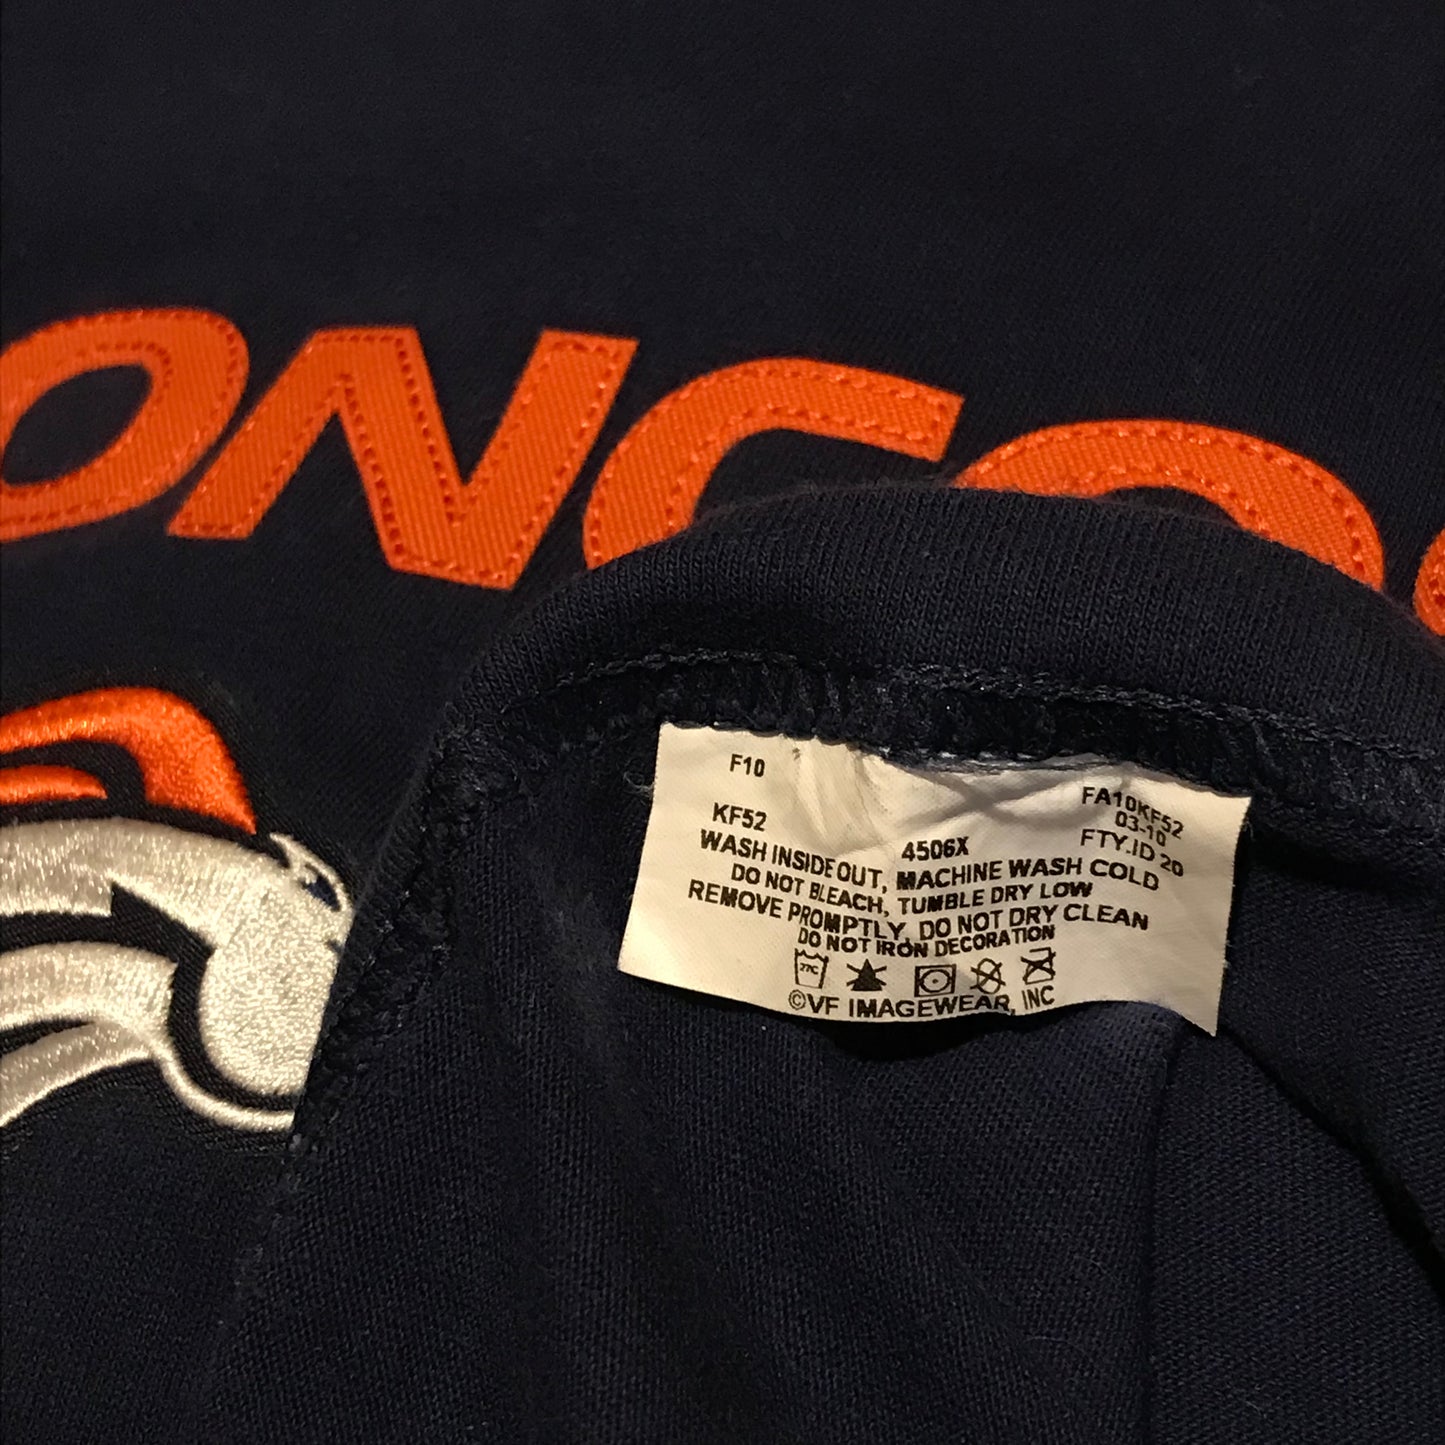 ONCO
F10
FA10KF52
KF52
03-10
4506X
FTY.ID 20
WASH INSIDE OUT, MACHINE WASH COLD
DO NOT BLEACH, TUMBLE DRY LOW
REMOVE PROMPTLY, DO NOT DRY CLEAN
DO NOT IRON DECORATION
27C
©VF IMAGEWEAR, INC